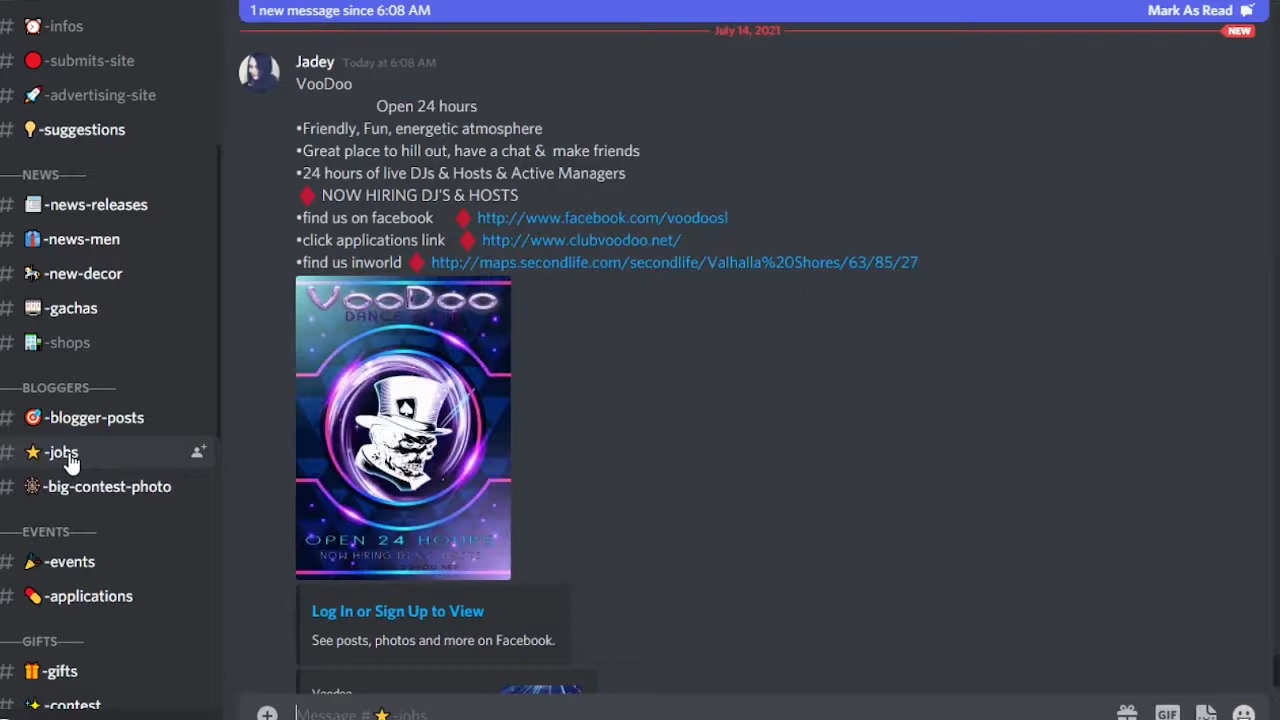 -infos
-submits-site
-advertising-site
-suggestions
NEWS
-news-releases
-news-men
-new-decor
-gachas
-shops
BLOGGERS
-blogger-posts
-jobs
-big-contest-photo
EVENTS
-events
-applications
GIFTS
-gifts
-contest
1 new message since 6:08 AM
Mark As Read
July 14, 2021
NEW
Jadey Today at 6:08 AM
VooDoo
Open 24 hours
•Friendly, Fun, energetic atmosphere
•Great place to hill out, have a chat & make friends
•24 hours of live DJs & Hosts & Active Managers
NOW HIRING DJ'S & HOSTS
•find us on facebook http://www.facebook.com/voodoosl
•click applications link http://www.clubvoodoo.net/
•find us inworld http://maps.secondlife.com/secondlife/Valhalla%20Shores/63/85/27
VooDoo
OPEN 24 HOURS
Log In or Sign Up to View
See posts, photos and more on Facebook.
Voodoo
Message # -jobs
GIF